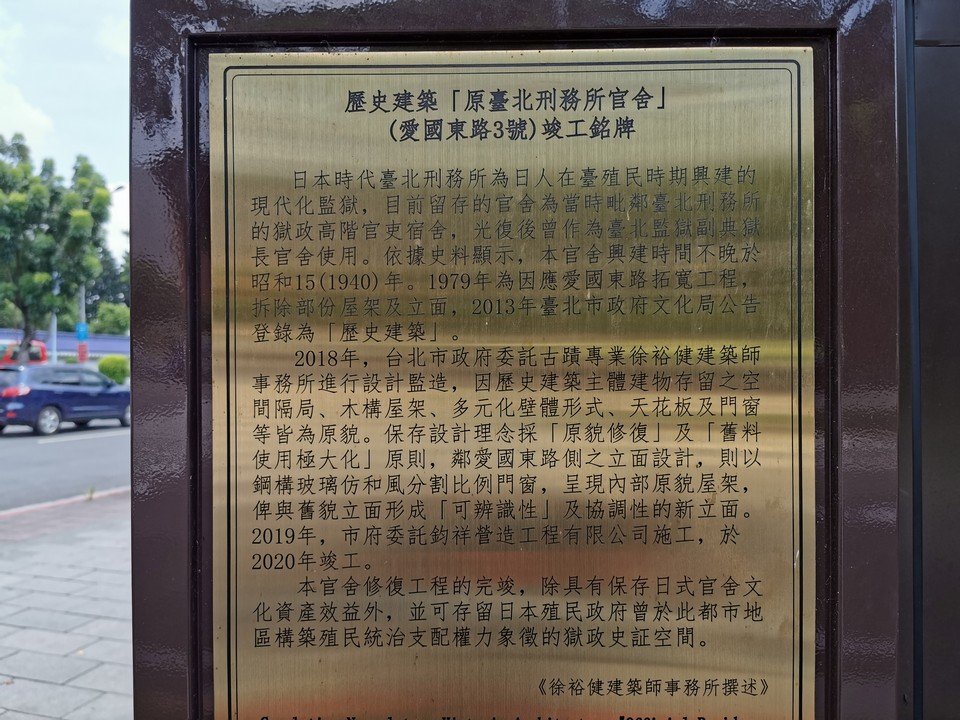 歷史建築「原臺北刑務所官舍」
(愛國東路3號)竣工銘牌
日本時代臺北刑務所為日人在臺殖民時期興建的
現代化監獄，目前留存的官舍為當時毗鄰臺北刑務所
的獄政高階官吏宿舍，光復後曾作為臺北監獄副典獄
長官舍使用。依據史料顯示，本官舍興建時間不晚於
昭和15(1940)年。1979年為因應愛國東路拓寬工程，
拆除部份屋架及立面，2013年臺北市政府文化局公告
登錄為「歷史建築」。
2018年，台北市政府委託古蹟專業徐裕健建築師
事務所進行設計監造，因歷史建築主體建物存留之空
間隔局、木構屋架、多元化壁體形式、天花板及門窗
等皆為原貌。保存設計理念採「原貌修復」及「舊料
使用極大化」原則，鄰愛國東路側之立面設計，則以
鋼構玻璃仿和風分割比例門窗，呈現內部原貌屋架，
俾與舊貌立面形成「可辨識性」及協調性的新立面。
2019年，市府委託鈞祥營造工程有限公司施工，於
2020年竣工。
本官舍修復工程的完竣，除具有保存日式官舍文
化資產效益外，並可存留日本殖民政府曾於此都市地
區構築殖民統治支配權力象徵的獄政史証空間。
《徐裕健建築師事務所撰述》